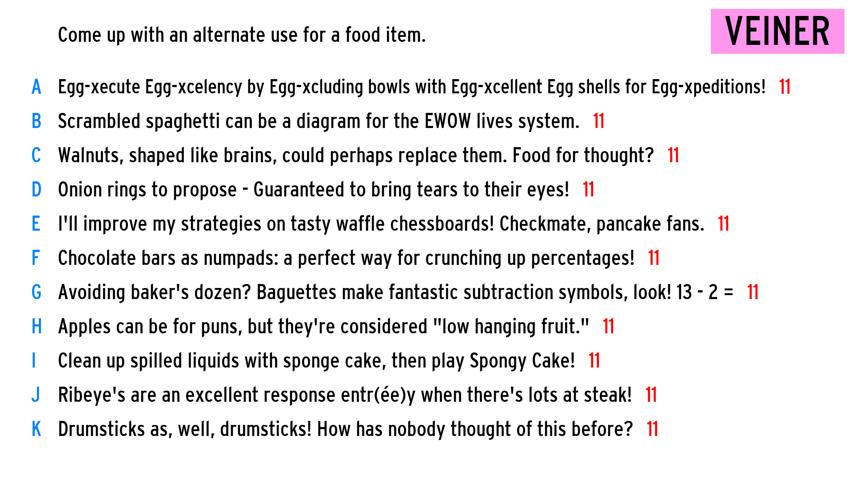 Come up with an alternate use for a food item.
VEINER
A Egg-xecute Egg-xcelency by Egg-xcluding bowls with Egg-xcellent Egg shells for Egg-xpeditions! 11
B Scrambled spaghetti can be a diagram for the EWOW lives system. 11
C Walnuts, shaped like brains, could perhaps replace them. Food for thought? 11
D Onion rings to propose - Guaranteed to bring tears to their eyes! 11
E I'll improve my strategies on tasty waffle chessboards! Checkmate, pancake fans. 11
F Chocolate bars as numpads: a perfect way for crunching up percentages! 11
G Avoiding baker's dozen? Baguettes make fantastic subtraction symbols, look! 13 - 2 = 11
H Apples can be for puns, but they're considered "low hanging fruit." 11
I Clean up spilled liquids with sponge cake, then play Spongy Cake! 11
J Ribeye's are an excellent response entr(ée)y when there's lots at steak! 11
K Drumsticks as, well, drumsticks! How has nobody thought of this before? 11